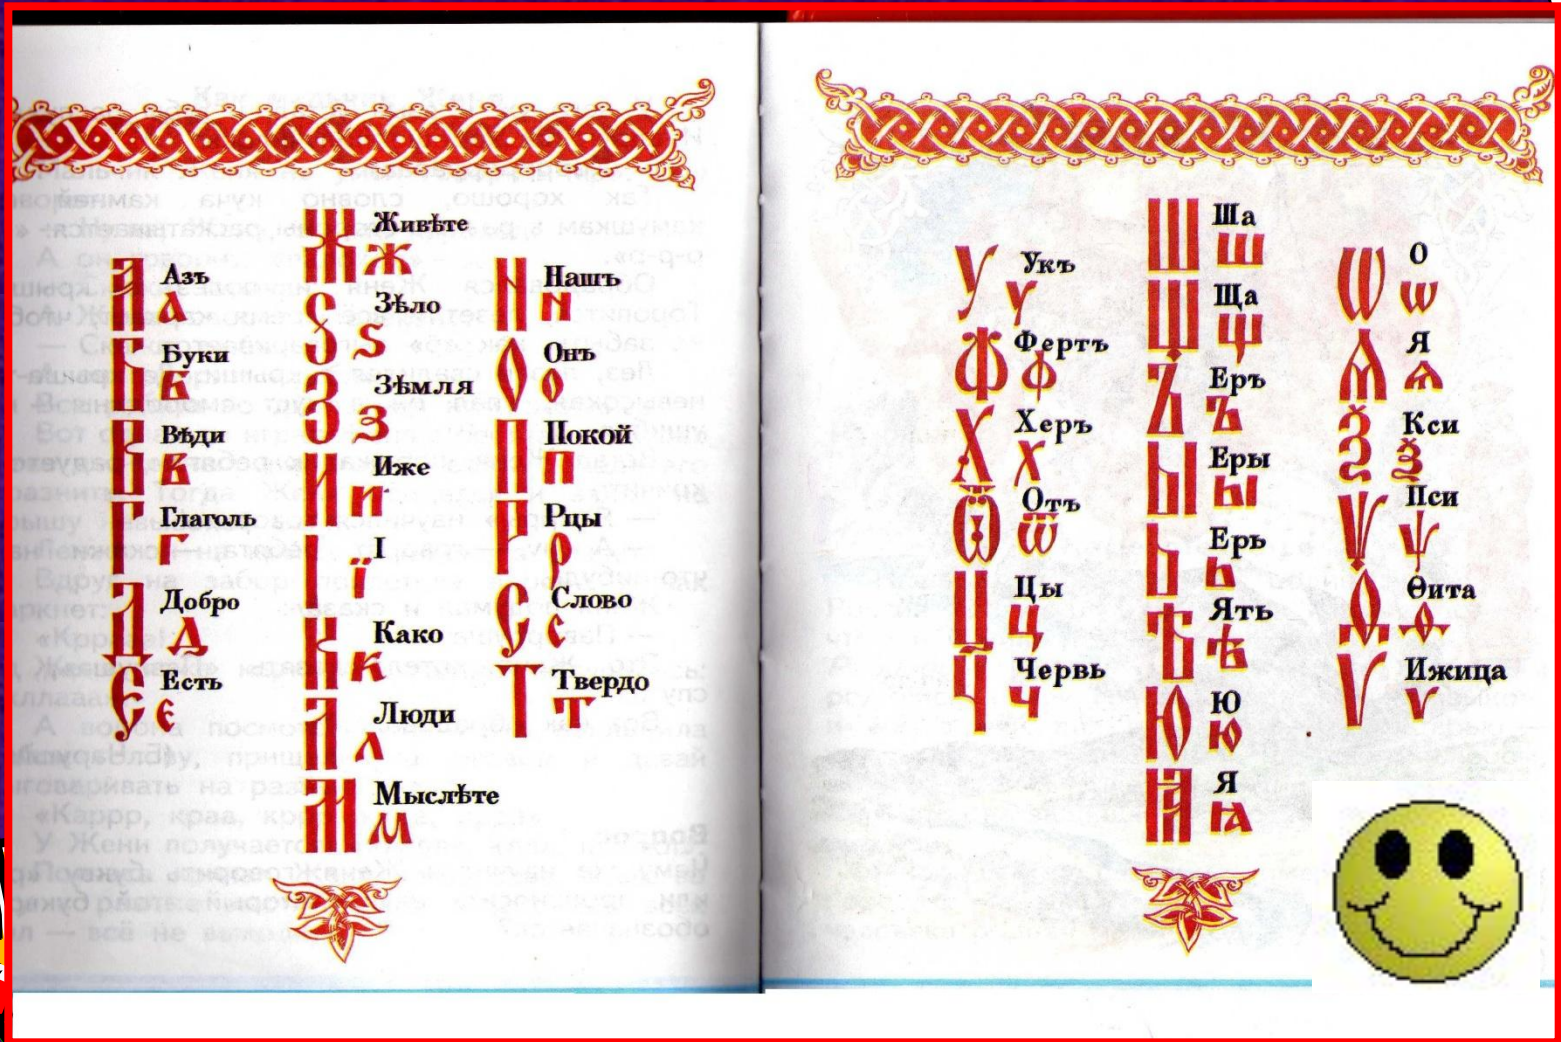 А Азъ
а
Б Буки
б
В Вѣди
в
Г Глаголь
г
Д Добро
д
Є Есть
є
Ж Живѣте
ж
Ѕ Зѣло
ѕ
З Зѣмля
з
И Иже
и
І І
ї
К Како
к
Л Люди
л
М Мыслѣте
м
N Нашъ
н
О Онъ
о
П Покой
п
Р Рцы
р
С Слово
с
Т Твердо
т
У Укъ
у
Ф Фертъ
ф
Х Херъ
х
Ѿ Отъ
ѿ
Ц Цы
ц
Ч Червь
ч
Ш Ша
ш
Щ Ща
щ
Ъ Еръ
ъ
Ы Еры
ы
Ь Ерь
ь
Ѣ Ять
ѣ
Ю Ю
ю
Ꙗ Я
ꙗ
Ѡ О
ѡ
Ѧ Я
ѧ
Ѯ Кси
ѯ
Ѱ Пси
ѱ
Ѳ Ѳита
ѳ
Ѵ Ижица
ѵ